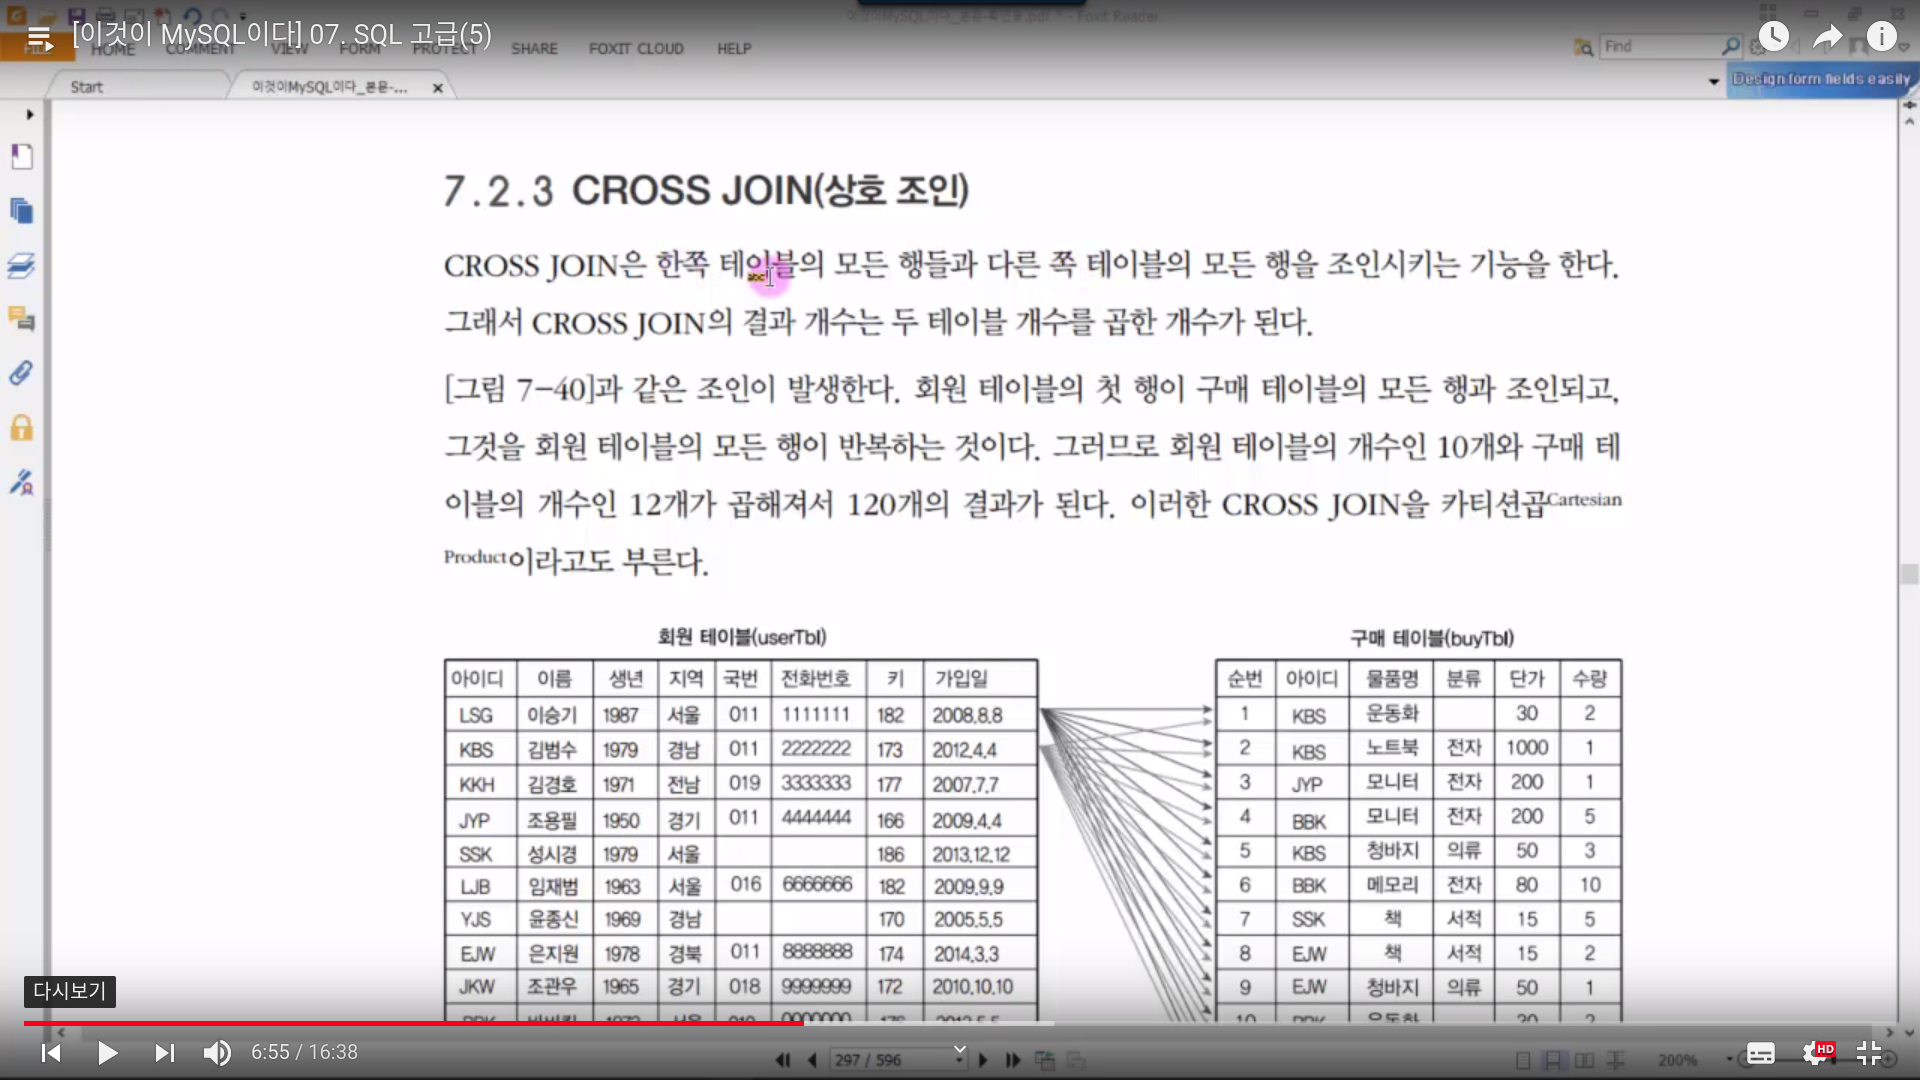 [이것이 MySQL이다] 07. SQL 고급(5)
HOME COMMENT VIEW FORM PROTECT SHARE FOXIT CLOUD HELP
Find
Start
이것이MySQL이다_본문-...
Design form fields easily
7.2.3 CROSS JOIN(상호 조인)
CROSS JOIN은 한쪽 테이블의 모든 행들과 다른 쪽 테이블의 모든 행을 조인시키는 기능을 한다.
그래서 CROSS JOIN의 결과 개수는 두 테이블 개수를 곱한 개수가 된다.
[그림 7-40]과 같은 조인이 발생한다. 회원 테이블의 첫 행이 구매 테이블의 모든 행과 조인되고,
그것을 회원 테이블의 모든 행이 반복하는 것이다. 그러므로 회원 테이블의 개수인 10개와 구매 테
이블의 개수인 12개가 곱해져서 120개의 결과가 된다. 이러한 CROSS JOIN을 카티션곱Cartesian
Product이라고도 부른다.
회원 테이블(userTbl)
아이디 이름 생년 지역 국번 전화번호 키 가입일
LSG 이승기 1987 서울 011 1111111 182 2008.8.8
KBS 김범수 1979 경남 011 2222222 173 2012.4.4
KKH 김경호 1971 전남 019 3333333 177 2007.7.7
JYP 조용필 1950 경기 011 4444444 166 2009.4.4
SSK 성시경 1979 서울 186 2013.12.12
LJB 임재범 1963 서울 016 6666666 182 2009.9.9
YJS 윤종신 1969 경남 170 2005.5.5
EJW 은지원 1978 경북 011 8888888 174 2014.3.3
JKW 조관우 1965 경기 018 9999999 172 2010.10.10
구매 테이블(buyTbl)
순번 아이디 물품명 분류 단가 수량
1 KBS 운동화 30 2
2 KBS 노트북 전자 1000 1
3 JYP 모니터 전자 200 1
4 BBK 모니터 전자 200 5
5 KBS 청바지 의류 50 3
6 BBK 메모리 전자 80 10
7 SSK 책 서적 15 5
8 EJW 책 서적 15 2
9 EJW 청바지 의류 50 1
다시보기
6:55 / 16:38
297 / 596
200%
HD